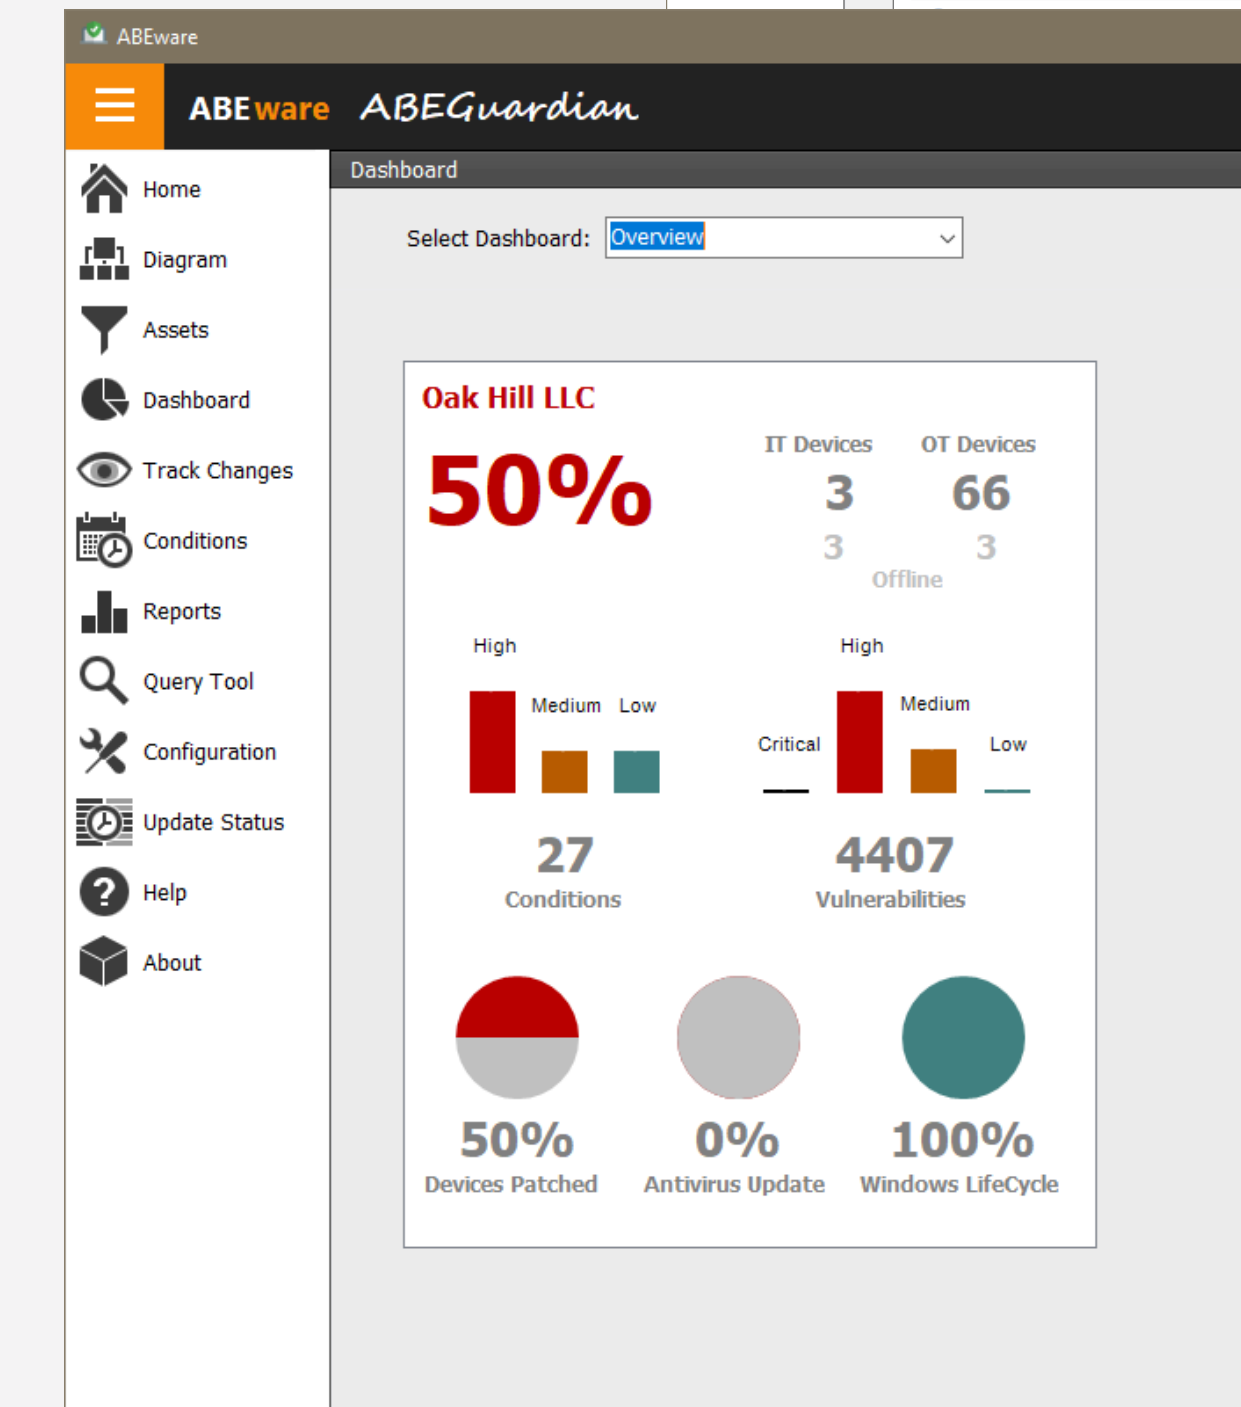 ABEware
ABEware ABEGuardian
Dashboard
Home
Diagram
Assets
Dashboard
Track Changes
Conditions
Reports
Query Tool
Configuration
Update Status
Help
About
Select Dashboard: Overview
Oak Hill LLC
50%
IT Devices OT Devices
3 66
3 3
Offline
High
Medium Low
27
Conditions
High
Medium
Critical Low
4407
Vulnerabilities
50% 0% 100%
Devices Patched Antivirus Update Windows LifeCycle